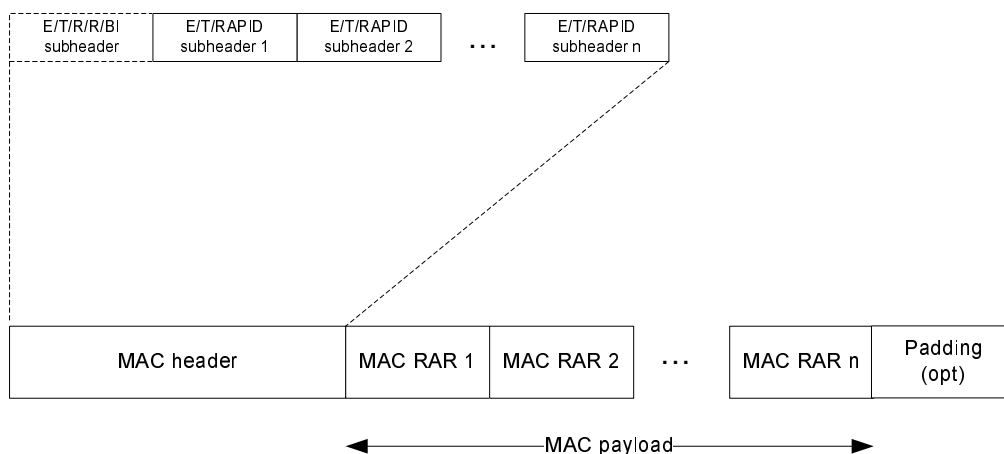 E/T/R/R/BI
subheader
E/T/RAPID
subheader 1
E/T/RAPID
subheader 2
...
E/T/RAPID
subheader n
MAC header
MAC RAR 1
MAC RAR 2
...
MAC RAR n
Padding
(opt)
MAC payload